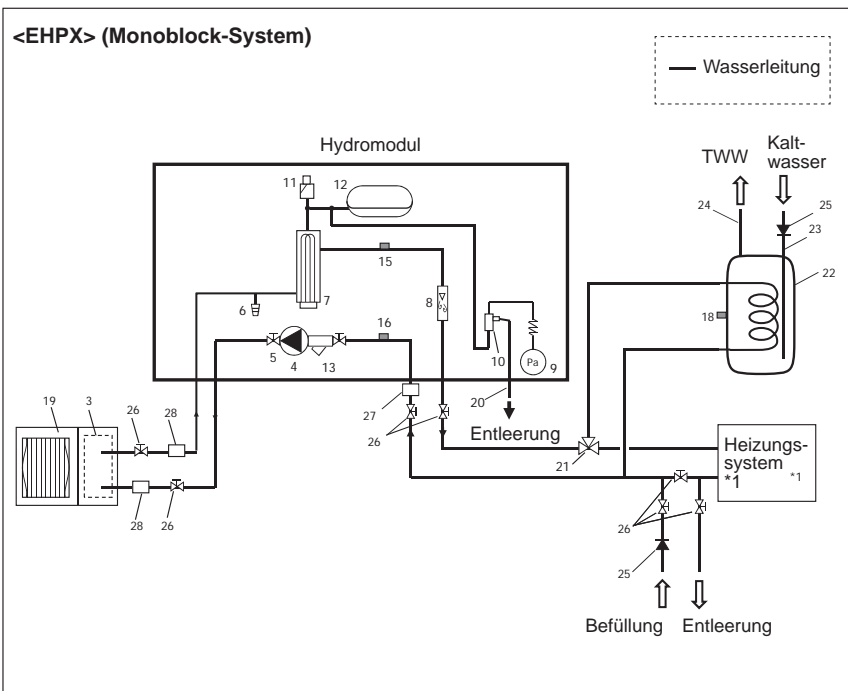 <EHPX> (Monoblock-System)
Wasserleitung
Hydromodul
TWW
Kalt-
wasser
11
12
24
25
23
22
15
7
8
6
18
16
10
Pa
9
5
4
13
19
3
26
28
27
26
20
Entleerung
21
Heizungs-
system
*1
*1
28
26
26
25
Befüllung
Entleerung